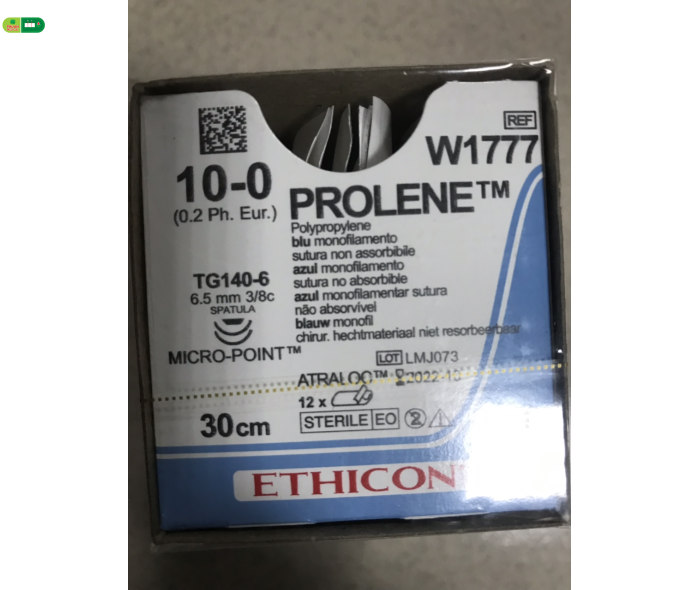 REF
W1777
10-0
(0.2 Ph. Eur.)
PROLENE™
Polypropylene
blu monofilamento
sutura non assorbibile
azul monofilamento
sutura no absorbible
azul monofilamentar sutura
não absorvível
blauw monofil
chirur. hechtmateriaal niet resorbeerbaar
TG140-6
6.5 mm 3/8c
SPATULA
MICRO-POINT™
LOT LMJ073
ATRALOC™ 2022-10
12 x
30cm
STERILE EO 2
ETHICON